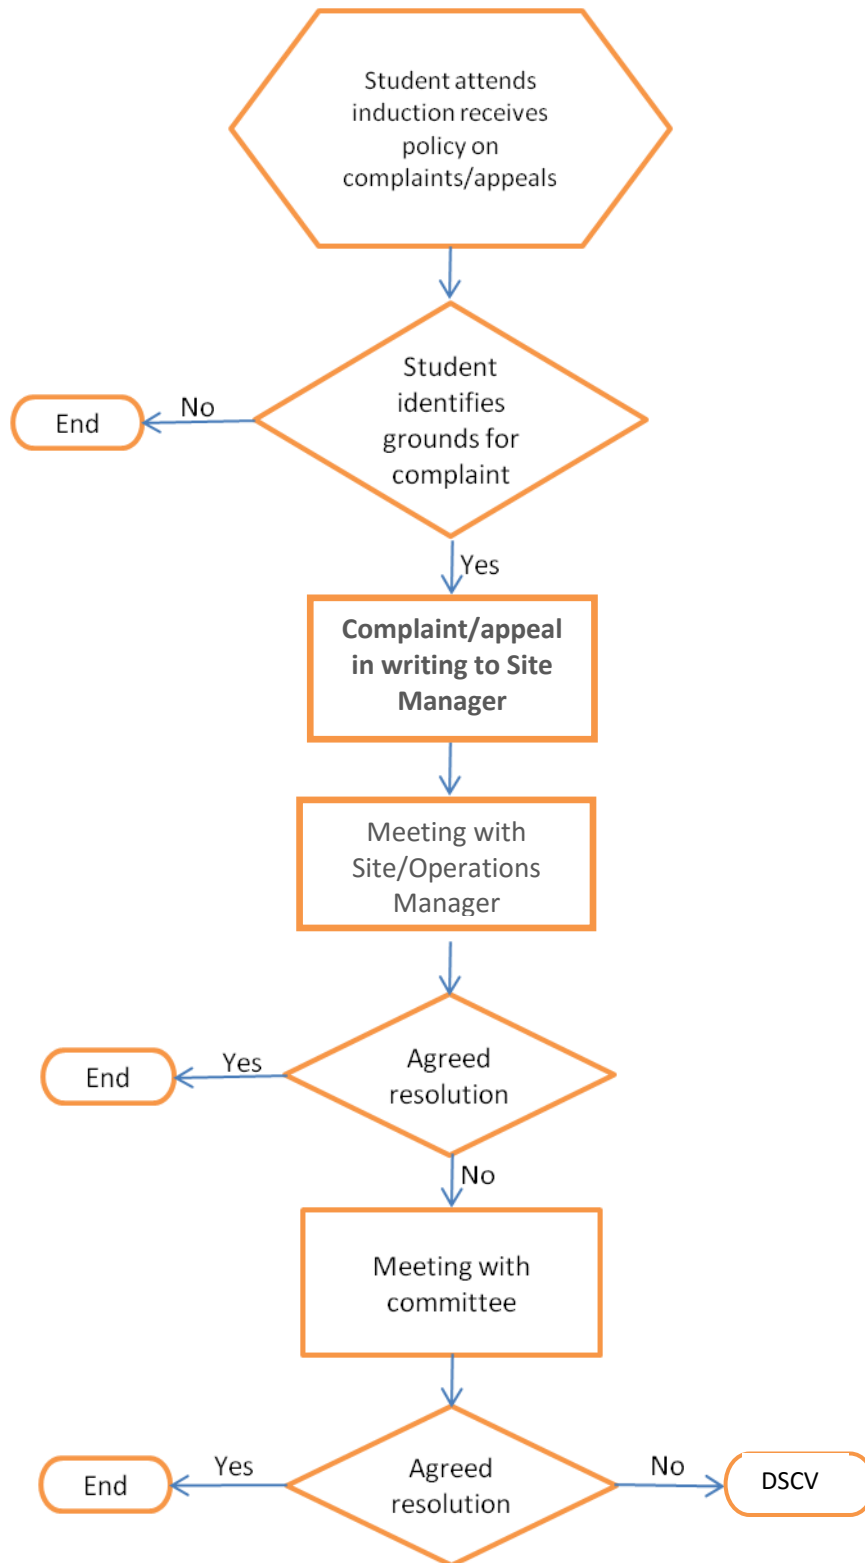 Student attends
induction receives
policy on
complaints/appeals
Student
identifies
grounds for
complaint
No
End
Yes
Complaint/appeal
in writing to Site
Manager
Meeting with
Site/Operations
Manager
Agreed
resolution
Yes
End
No
Meeting with
committee
Agreed
resolution
Yes
End
No
DSCV